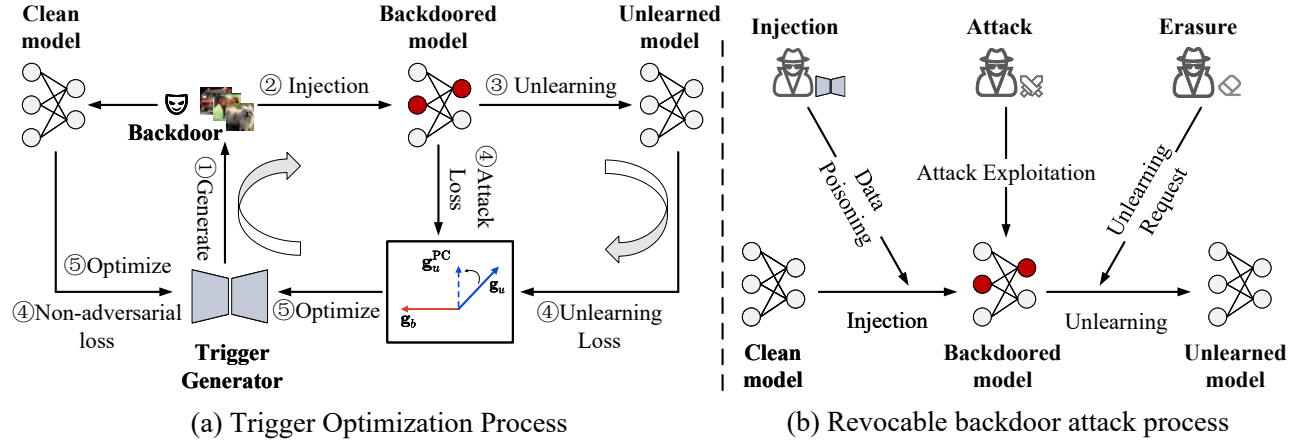 Clean
model
Backdoored
model
Unlearned
model
② Injection
③ Unlearning
Backdoor
①Generate
④Attack
Loss
⑤Optimize
④Non-adversarial
loss
⑤Optimize
g_u^PC
g_u
g_b
④Unlearning
Loss
Trigger
Generator
(a) Trigger Optimization Process
Injection
Attack
Erasure
Data
Poisoning
Attack Exploitation
Unlearning
Request
Injection
Unlearning
Clean
model
Backdoored
model
Unlearned
model
(b) Revocable backdoor attack process